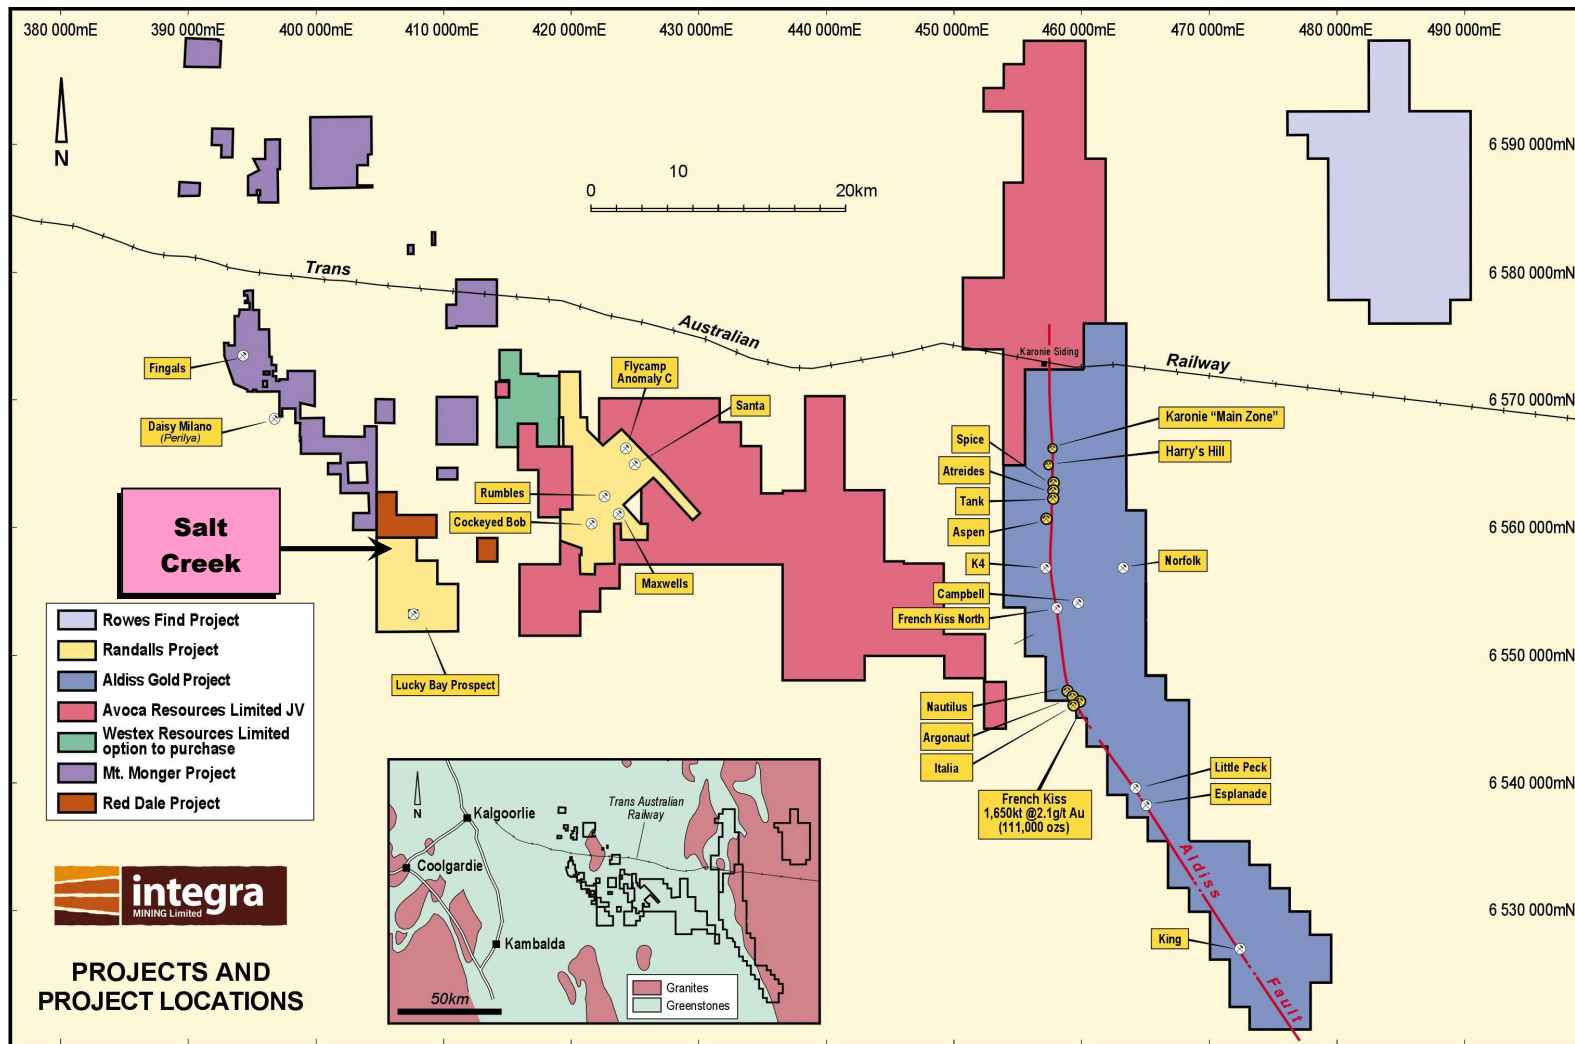 380 000mE
390 000mE
400 000mE
410 000mE
420 000mE
430 000mE
440 000mE
450 000mE
460 000mE
470 000mE
480 000mE
490 000mE
N
6 590 000mN
6 580 000mN
6 570 000mN
6 560 000mN
6 550 000mN
6 540 000mN
6 530 000mN
0
10
20km
Trans
Australian
Railway
Karonie Siding
Fingals
Daisy Milano
(Perilya)
Flycamp
Anomaly C
Santa
Rumbles
Cockeyed Bob
Maxwells
Lucky Bay Prospect
Salt
Creek
Karonie "Main Zone"
Harry's Hill
Spice
Atreides
Tank
Aspen
K4
Norfolk
Campbell
French Kiss North
Nautilus
Argonaut
Italia
French Kiss
1,650kt @2.1g/t Au
(111,000 ozs)
Little Peck
Esplanade
King
Aldiss
Fault
Rowes Find Project
Randalls Project
Aldiss Gold Project
Avoca Resources Limited JV
Westex Resources Limited
option to purchase
Mt. Monger Project
Red Dale Project
integra
MINING Limited
PROJECTS AND
PROJECT LOCATIONS
N
Kalgoorlie
Coolgardie
Kambalda
Trans Australian
Railway
50km
Granites
Greenstones